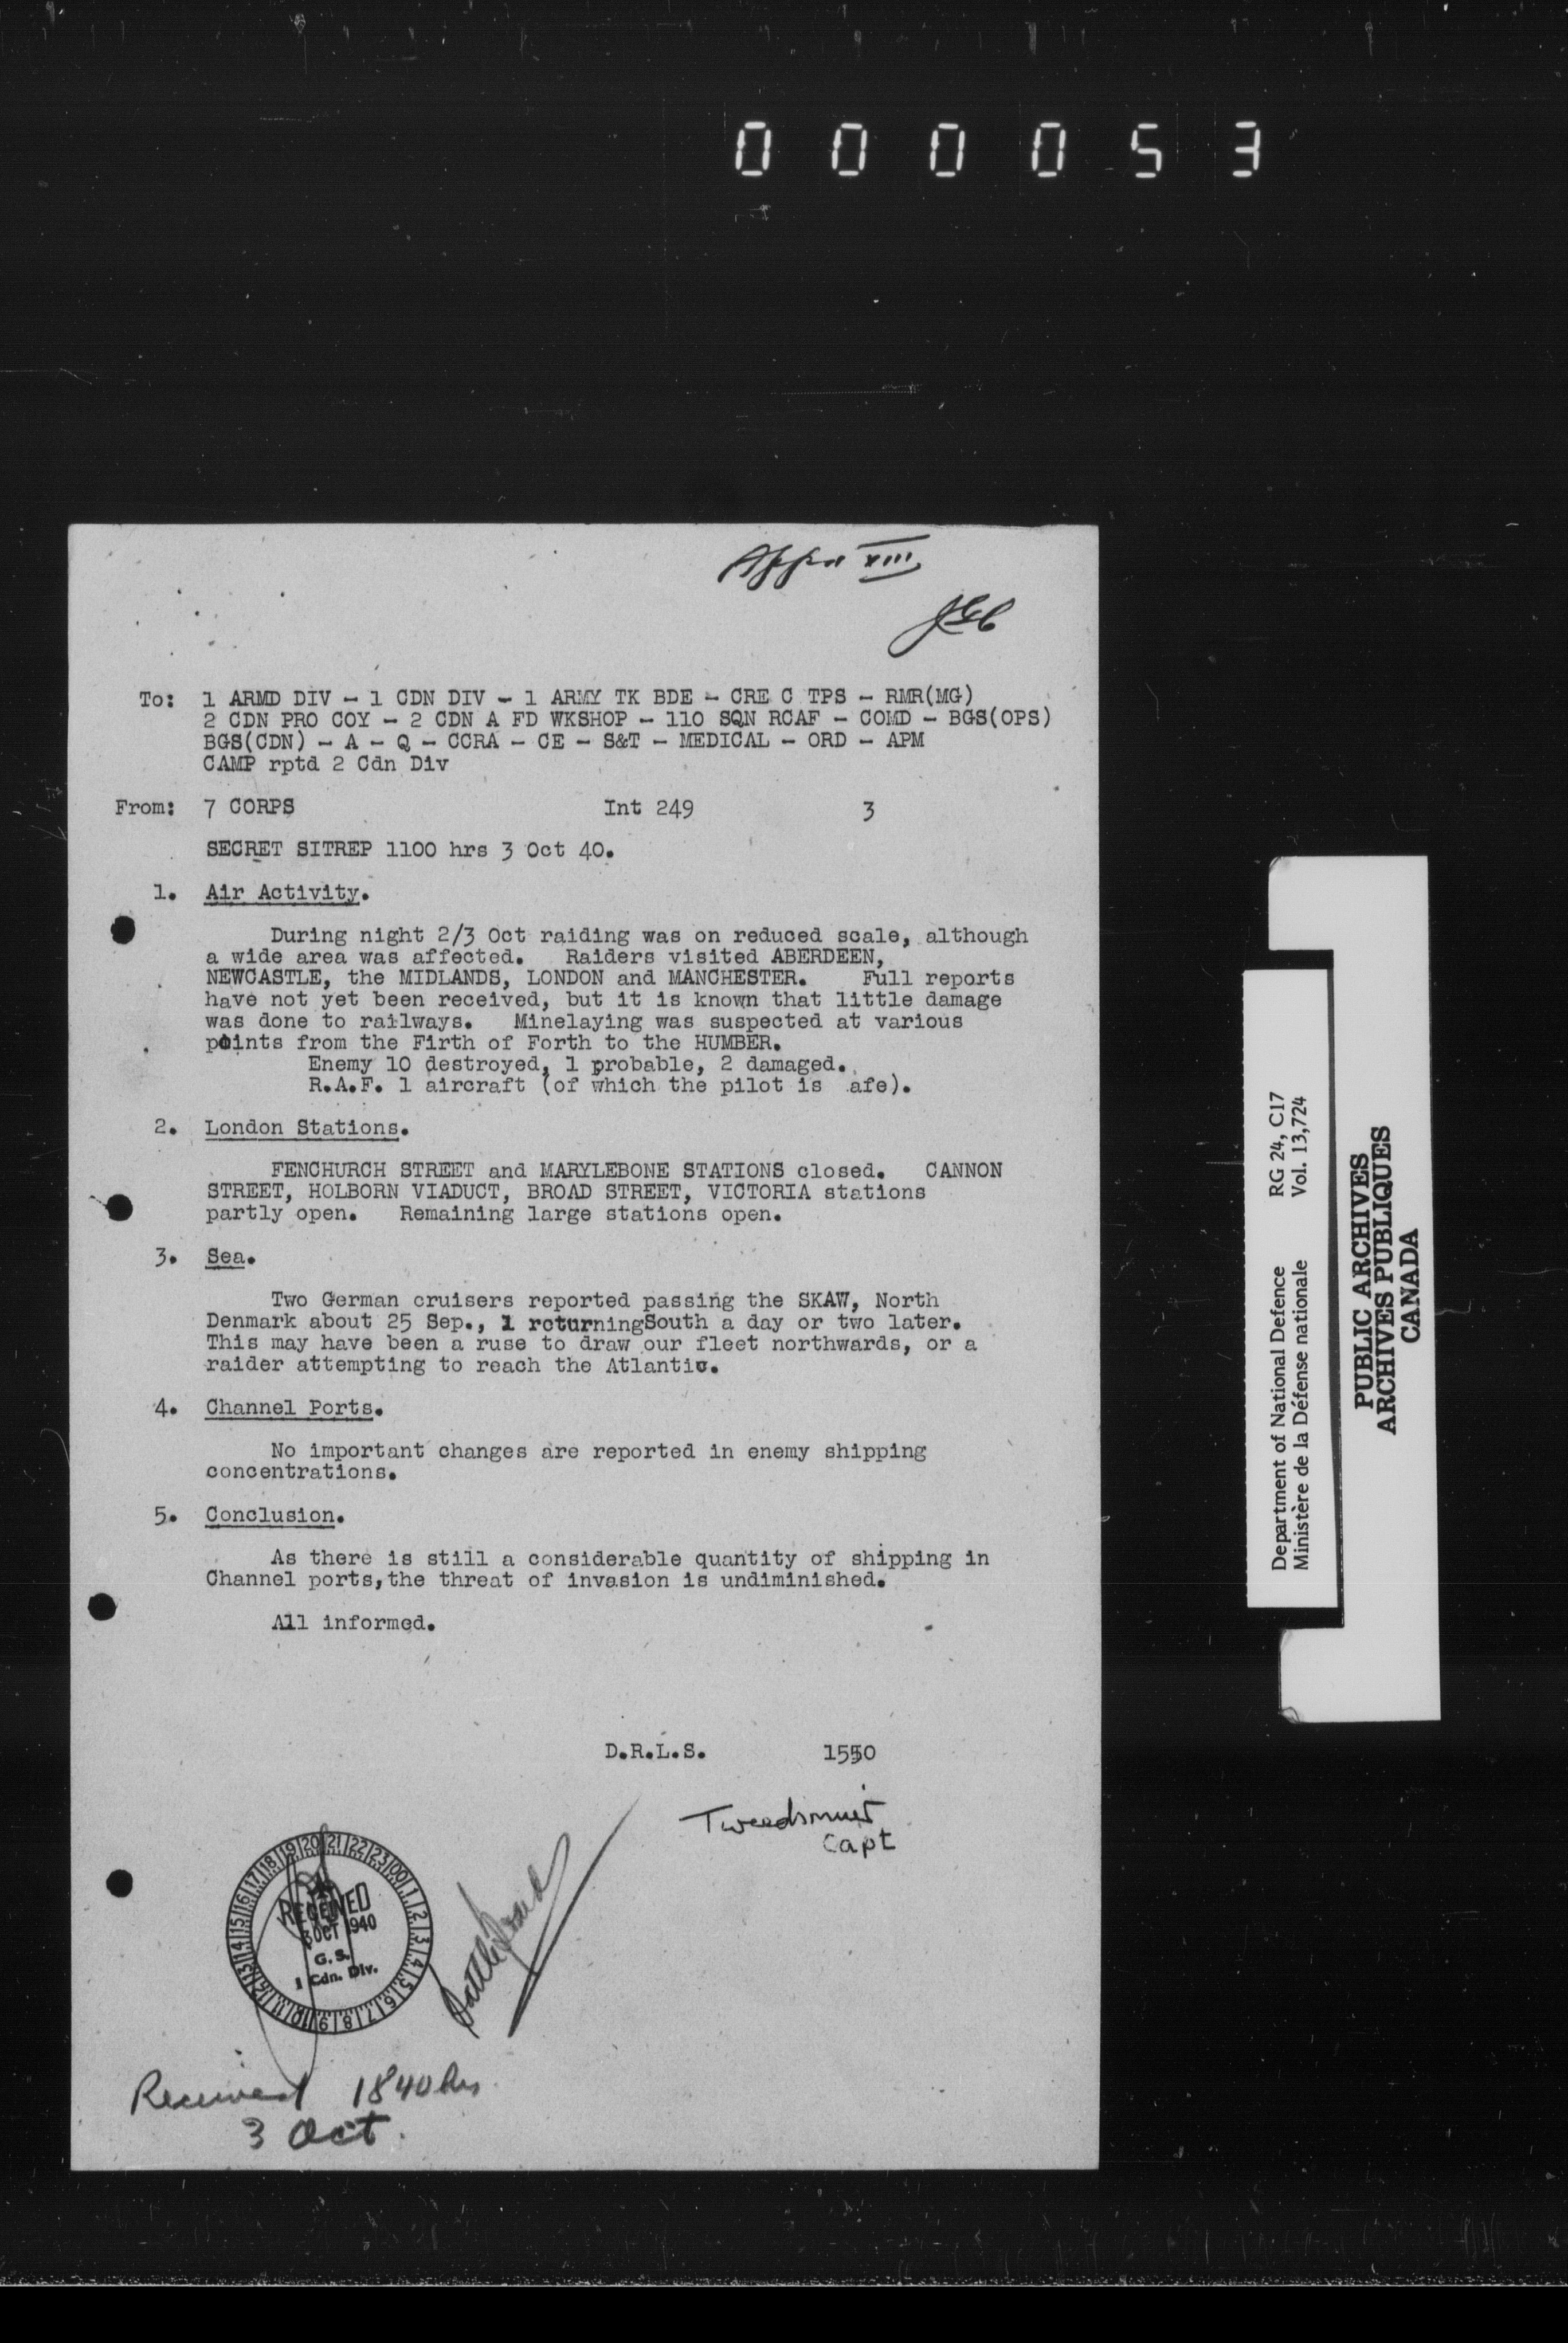 000053
Appx XIII
To: 1 ARMD DIV - 1 CDN DIV - 1 ARMY TK BDE - CRE C TPS - RMR(MG)
2 CDN PRO COY - 2 CDN A FD WKSHOP - 110 SQN RCAF - COMD - BGS(OPS)
BGS(CDN) - A - Q - CCRA - CE - S&T - MEDICAL - ORD - APM
CAMP rptd 2 Cdn Div
From: 7 CORPS Int 249 3
SECRET SITREP 1100 hrs 3 Oct 40.
1. Air Activity.
During night 2/3 Oct raiding was on reduced scale, although
a wide area was affected. Raiders visited ABERDEEN,
NEWCASTLE, the MIDLANDS, LONDON and MANCHESTER. Full reports
have not yet been received, but it is known that little damage
was done to railways. Minelaying was suspected at various
points from the Firth of Forth to the HUMBER.
Enemy 10 destroyed, 1 probable, 2 damaged.
R.A.F. 1 aircraft (of which the pilot is afe).
2. London Stations.
FENCHURCH STREET and MARYLEBONE STATIONS closed. CANNON
STREET, HOLBORN VIADUCT, BROAD STREET, VICTORIA stations
partly open. Remaining large stations open.
3. Sea.
Two German cruisers reported passing the SKAW, North
Denmark about 25 Sep., 1 returningSouth a day or two later.
This may have been a ruse to draw our fleet northwards, or a
raider attempting to reach the Atlantic.
4. Channel Ports.
No important changes are reported in enemy shipping
concentrations.
5. Conclusion.
As there is still a considerable quantity of shipping in
Channel ports, the threat of invasion is undiminished.
All informed.
D.R.L.S. 1550
Tweedsmuir
Capt
RECEIVED
3 OCT 1940
G.S.
1 Cdn. Div.
Received 1840 hrs
3 Oct.
Department of National Defence RG 24, C17
Ministère de la Défense nationale Vol. 13,724
PUBLIC ARCHIVES
ARCHIVES PUBLIQUES
CANADA